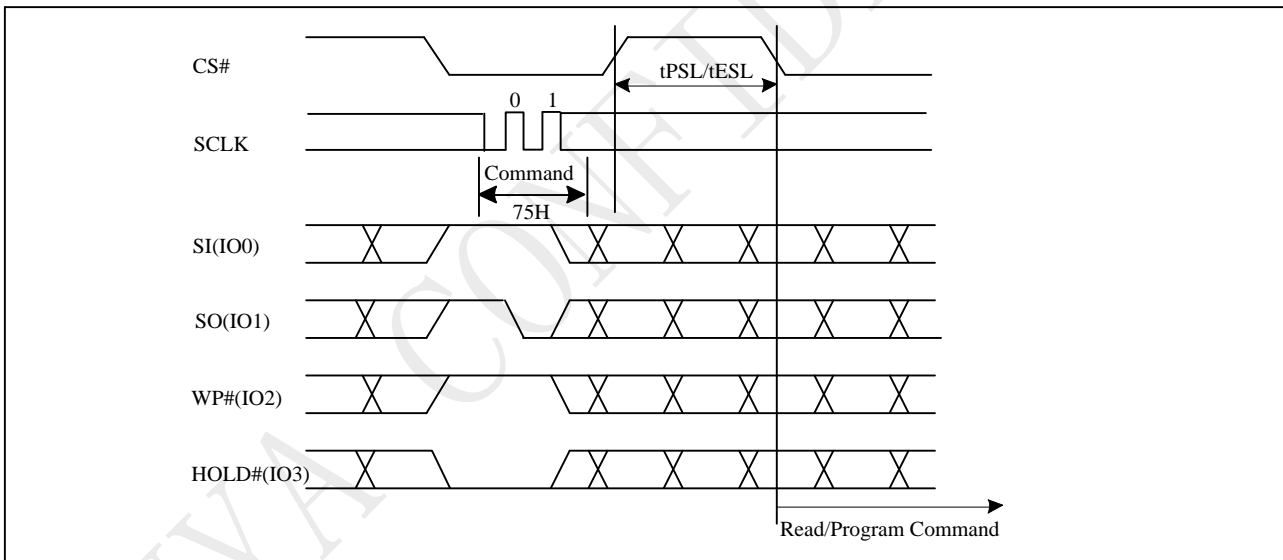 CS#
tPSL/tESL
0 1
SCLK
Command
75H
SI(IO0)
SO(IO1)
WP#(IO2)
HOLD#(IO3)
Read/Program Command